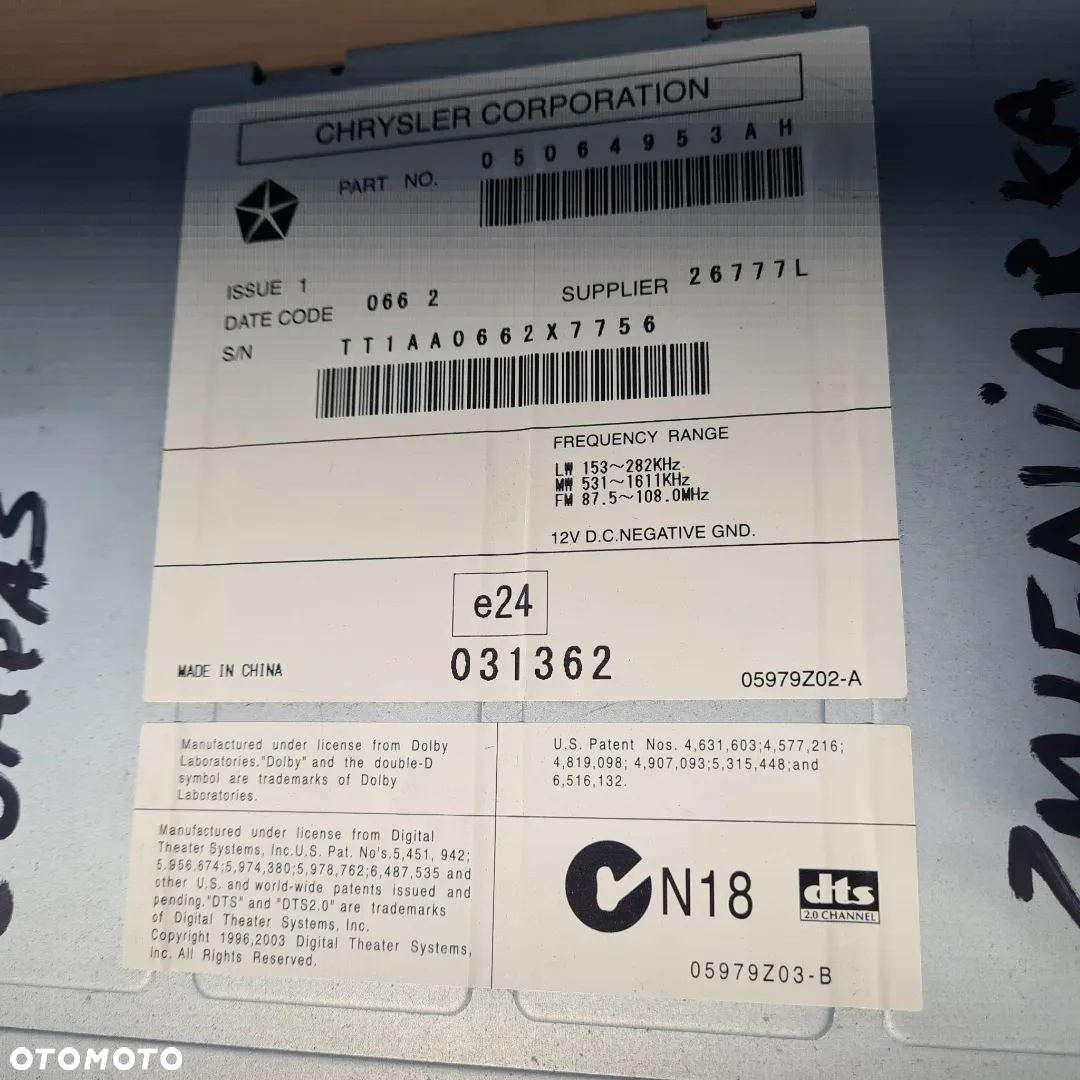 CHRYSLER CORPORATION
PART NO.
05064953AH
ISSUE 1
DATE CODE 066 2
SUPPLIER 26777L
S/N TT1AA0662X7756
FREQUENCY RANGE
LW 153~282KHz
MW 531~1611KHz
FM 87.5~108.0MHz
12V D.C.NEGATIVE GND.
e24
031362
MADE IN CHINA
05979Z02-A
Manufactured under license from Dolby
Laboratories."Dolby" and the double-D
symbol are trademarks of Dolby
Laboratories.
U.S. Patent Nos. 4,631,603;4,577,216;
4,819,098; 4,907,093;5,315,448;and
6,516,132.
Manufactured under license from Digital
Theater Systems, Inc.U.S. Pat. No's.5,451, 942;
5.956,674;5,974,380;5,978,762;6,487,535 and
other U.S. and world-wide patents issued and
pending."DTS" and "DTS2.0" are trademarks
of Digital Theater Systems, Inc.
Copyright 1996,2003 Digital Theater Systems,
Inc. All Rights Reserved.
N18
dts
2.0 CHANNEL
05979Z03-B
ZMIENIARKA
OTOMOTO